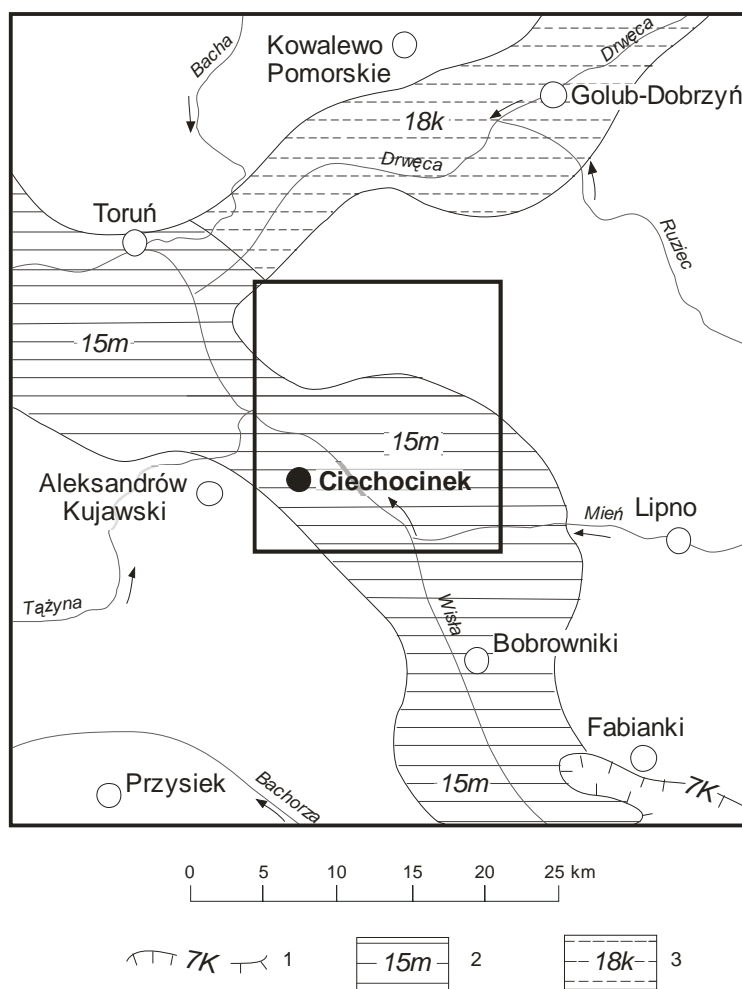 Bacha
Kowalewo
Pomorskie
Drwęca
Golub-Dobrzyń
18k
Drwęca
Toruń
Ruziec
15m
15m
Aleksandrów
Kujawski
Ciechocinek
Mień
Lipno
Tążyna
Wisła
Bobrowniki
Fabianki
Przysiek
Bachorza
15m
7K
0 5 10 15 20 25 km
7K 1 15m 2 18k 3